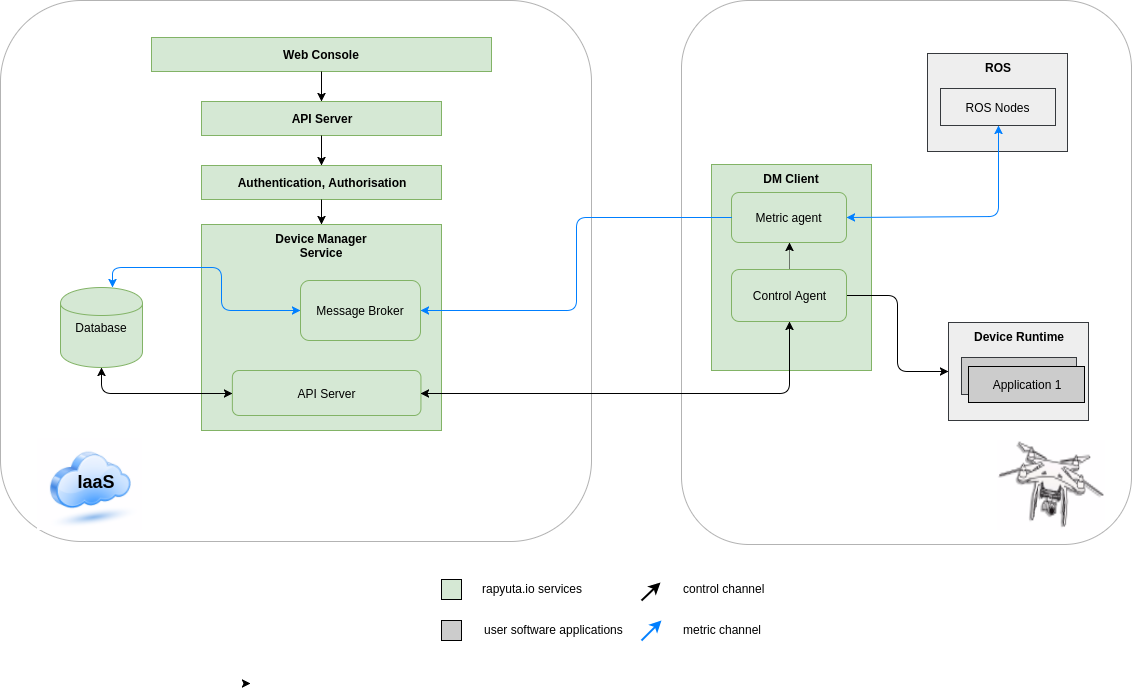 Web Console
API Server
Authentication, Authorisation
Device Manager
Service
Message Broker
Database
API Server
IaaS
ROS
ROS Nodes
DM Client
Metric agent
Control Agent
Device Runtime
Application 1
rapyuta.io services
control channel
user software applications
metric channel